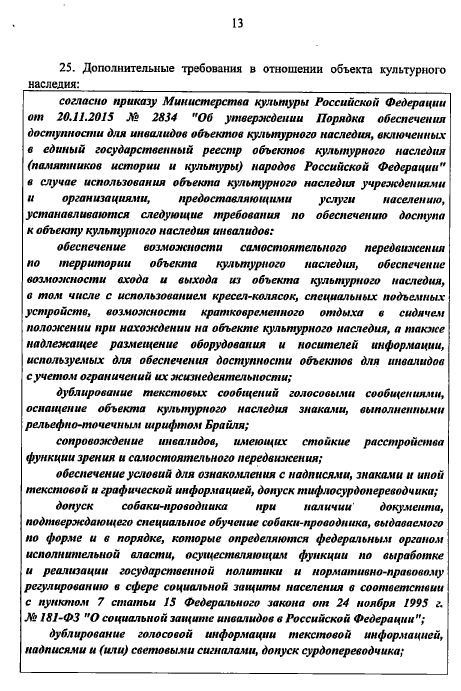 13
25. Дополнительные требования в отношении объекта культурного
наследия:
согласно приказу Министерства культуры Российской Федерации
от 20.11.2015 № 2834 "Об утверждении Порядка обеспечения
доступности для инвалидов объектов культурного наследия, включенных
в единый государственный реестр объектов культурного наследия
(памятников истории и культуры) народов Российской Федерации"
в случае использования объекта культурного наследия учреждениями
и организациями, предоставляющими услуги населению,
устанавливаются следующие требования по обеспечению доступа
к объекту культурного наследия инвалидов:
обеспечение возможности самостоятельного передвижения
по территории объекта культурного наследия, обеспечение
возможности входа и выхода из объекта культурного наследия,
в том числе с использованием кресел-колясок, специальных подъемных
устройств, возможности кратковременного отдыха в сидячем
положении при нахождении на объекте культурного наследия, а также
надлежащее размещение оборудования и носителей информации,
используемых для обеспечения доступности объектов для инвалидов
с учетом ограничений их жизнедеятельности;
дублирование текстовых сообщений голосовыми сообщениями,
оснащение объекта культурного наследия знаками, выполненными
рельефно-точечным шрифтом Брайля;
сопровождение инвалидов, имеющих стойкие расстройства
функции зрения и самостоятельного передвижения;
обеспечение условий для ознакомления с надписями, знаками и иной
текстовой и графической информацией, допуск тифлосурдопереводчика;
допуск собаки-проводника при наличии документа,
подтверждающего специальное обучение собаки-проводника, выдаваемого
по форме и в порядке, которые определяются федеральным органом
исполнительной власти, осуществляющим функции по выработке
и реализации государственной политики и нормативно-правовому
регулированию в сфере социальной защиты населения в соответствии
с пунктом 7 статьи 15 Федерального закона от 24 ноября 1995 г.
№ 181-ФЗ "О социальной защите инвалидов в Российской Федерации";
дублирование голосовой информации текстовой информацией,
надписями и (или) световыми сигналами, допуск сурдопереводчика;